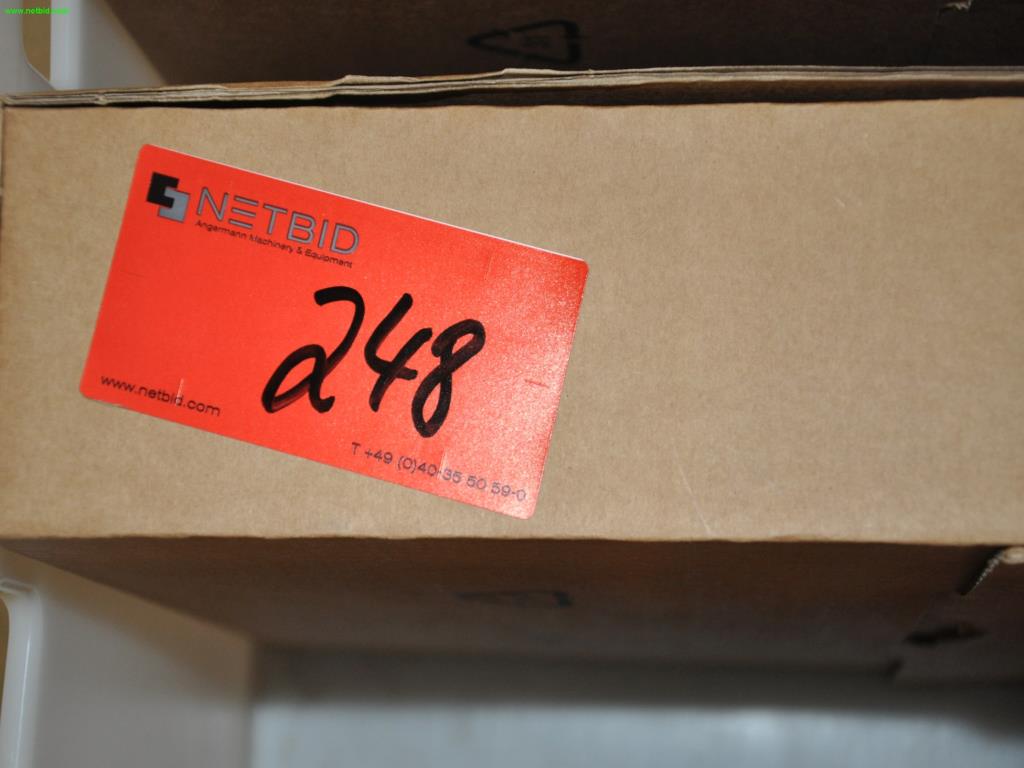 www.netbid.com
NETBID
Angermann Machinery & Equipment
248
www.netbid.com
T +49 (0)40-35 50 59-0